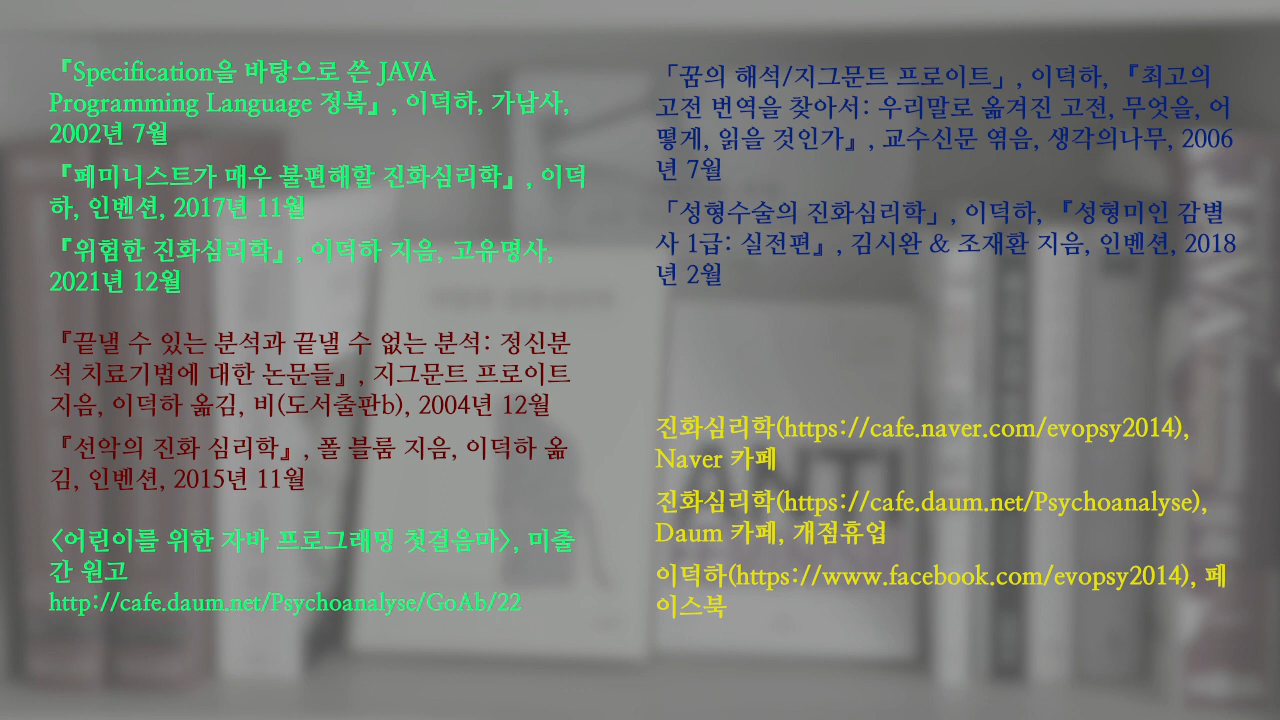 『Specification을 바탕으로 쓴 JAVA
Programming Language 정복』, 이덕하, 가남사,
2002년 7월
『페미니스트가 매우 불편해할 진화심리학』, 이덕
하, 인벤션, 2017년 11월
『위험한 진화심리학』, 이덕하 지음, 고유명사,
2021년 12월
『끝낼 수 있는 분석과 끝낼 수 없는 분석: 정신분
석 치료기법에 대한 논문들』, 지그문트 프로이트
지음, 이덕하 옮김, 비(도서출판b), 2004년 12월
『선악의 진화 심리학』, 폴 블룸 지음, 이덕하 옮
김, 인벤션, 2015년 11월
〈어린이를 위한 자바 프로그래밍 첫걸음마〉, 미출
간 원고
http://cafe.daum.net/Psychoanalyse/GoAb/22
「꿈의 해석/지그문트 프로이트」, 이덕하, 『최고의
고전 번역을 찾아서: 우리말로 옮겨진 고전, 무엇을, 어
떻게, 읽을 것인가』, 교수신문 엮음, 생각의나무, 2006
년 7월
「성형수술의 진화심리학」, 이덕하, 『성형미인 감별
사 1급: 실전편』, 김시완 & 조재환 지음, 인벤션, 2018
년 2월
진화심리학(https://cafe.naver.com/evopsy2014),
Naver 카페
진화심리학(https://cafe.daum.net/Psychoanalyse),
Daum 카페, 개점휴업
이덕하(https://www.facebook.com/evopsy2014), 페
이스북